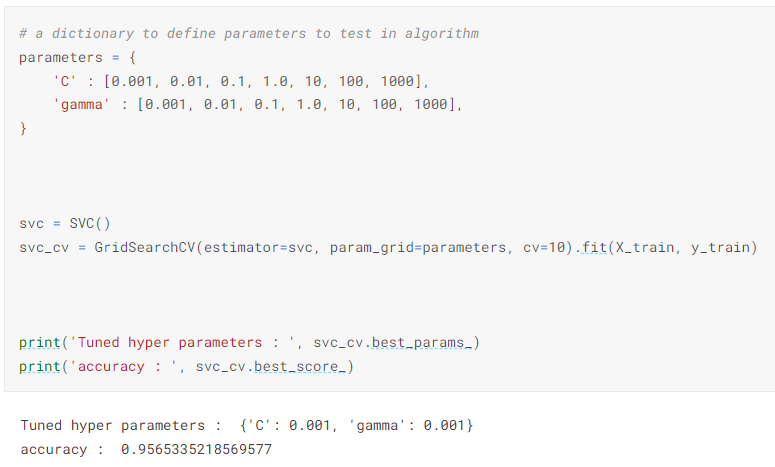 # a dictionary to define parameters to test in algorithm
parameters = {
    'C' : [0.001, 0.01, 0.1, 1.0, 10, 100, 1000],
    'gamma' : [0.001, 0.01, 0.1, 1.0, 10, 100, 1000],
}
svc = SVC()
svc_cv = GridSearchCV(estimator=svc, param_grid=parameters, cv=10).fit(X_train, y_train)
print('Tuned hyper parameters : ', svc_cv.best_params_)
print('accuracy : ', svc_cv.best_score_)
Tuned hyper parameters :  {'C': 0.001, 'gamma': 0.001}
accuracy :  0.9565335218569577